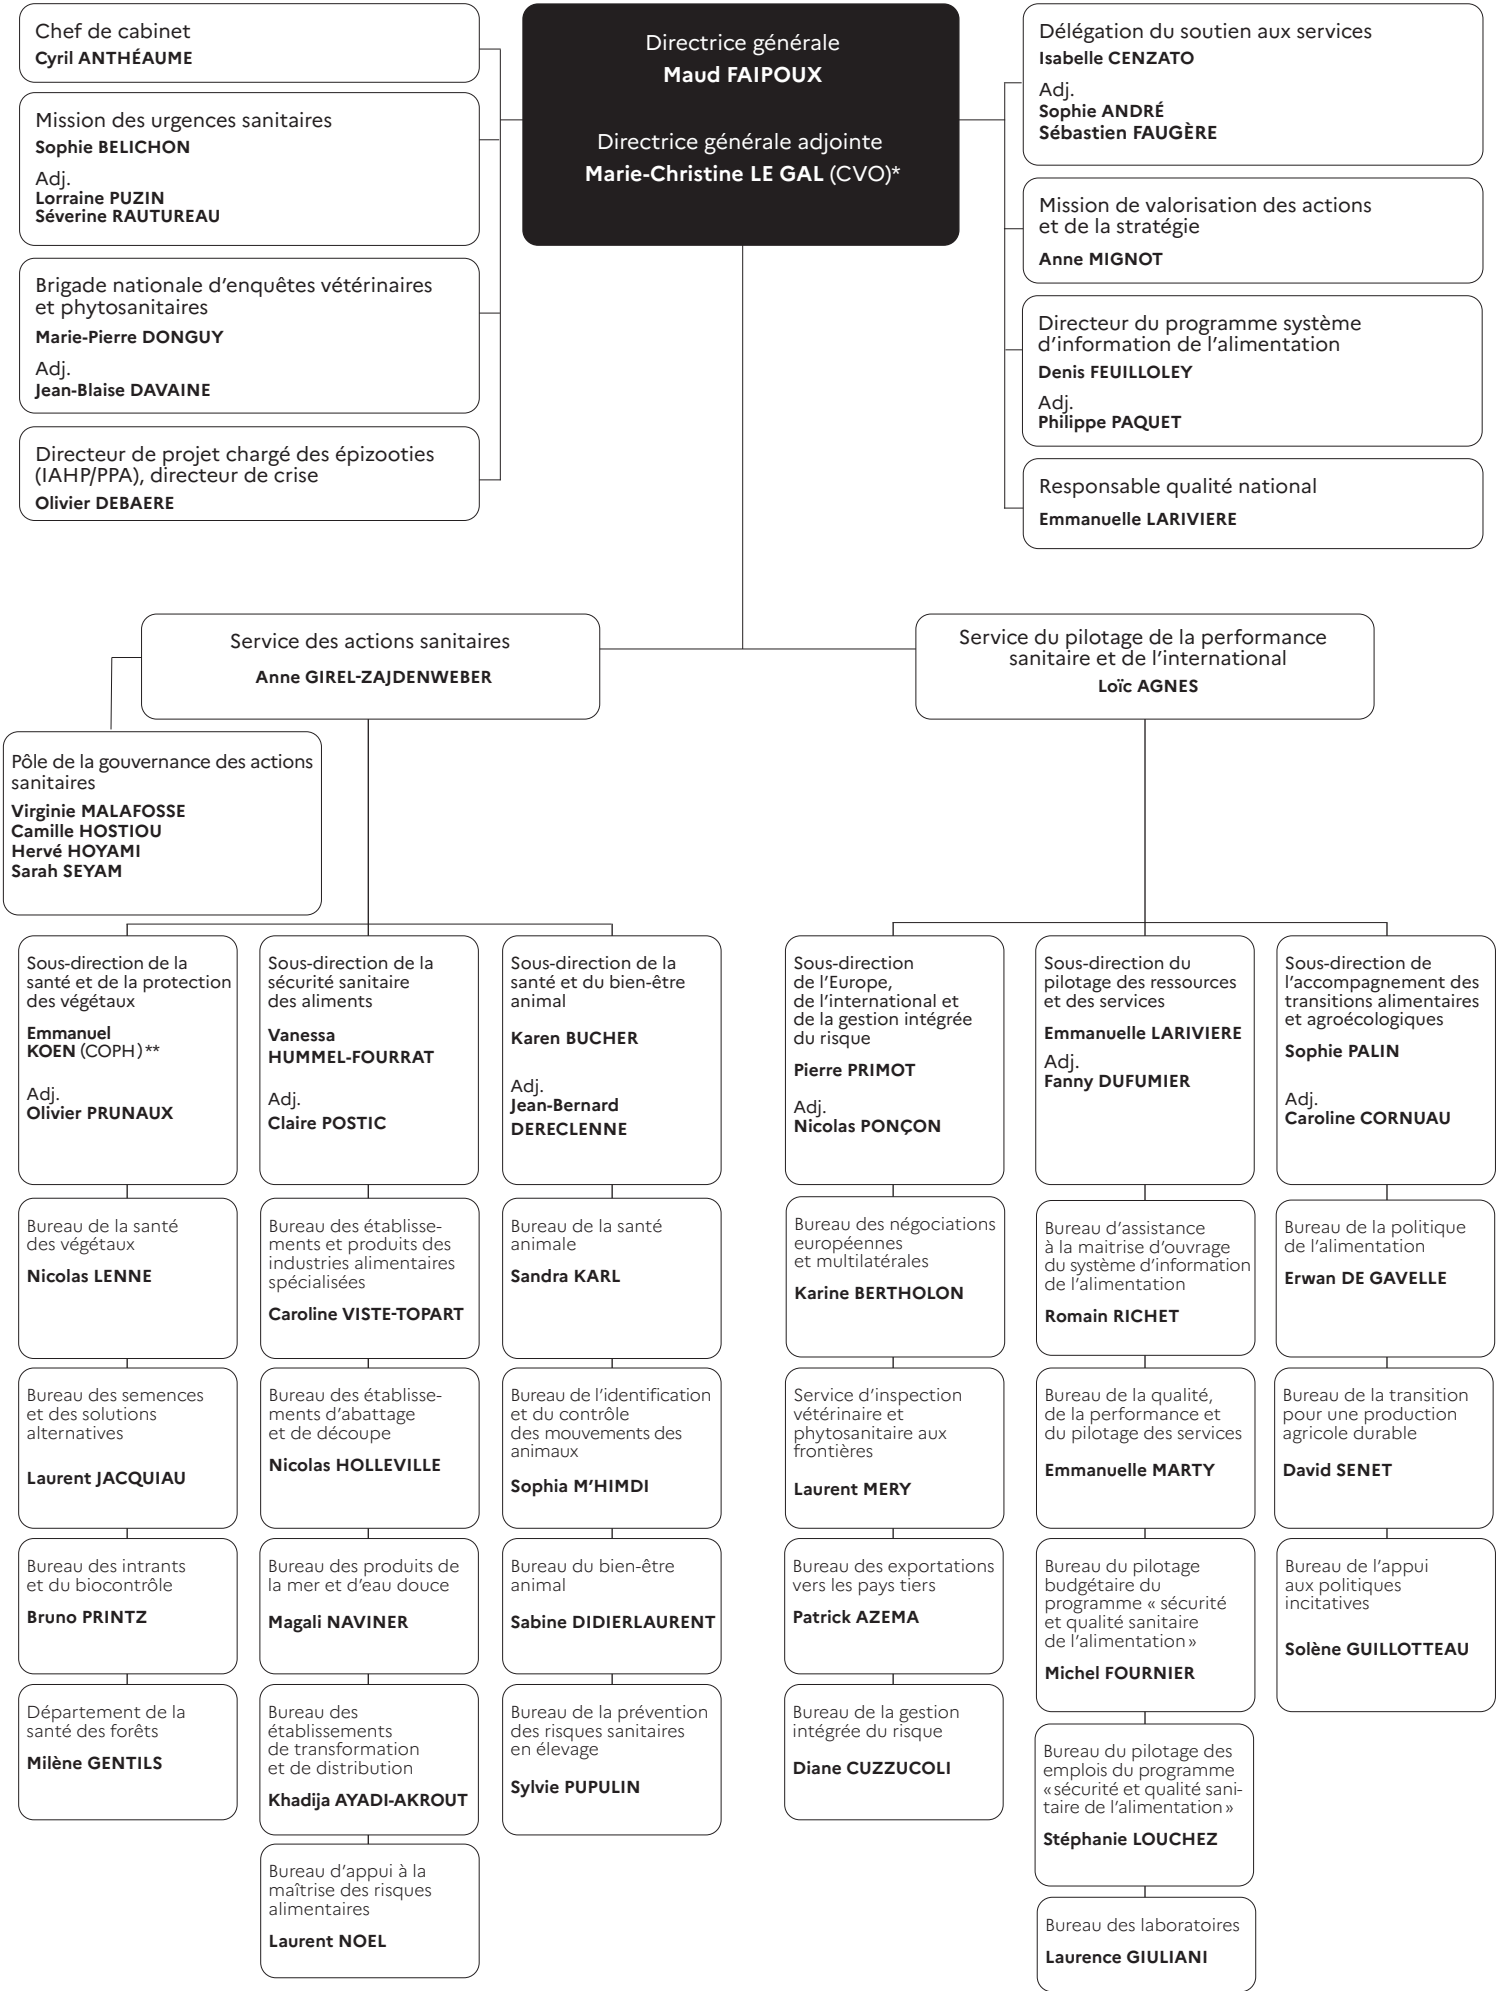 Chef de cabinet
Cyril ANTHÉAUME
Mission des urgences sanitaires
Sophie BELICHON
Adj.
Lorraine PUZIN
Séverine RAUTUREAU
Brigade nationale d'enquêtes vétérinaires
et phytosanitaires
Marie-Pierre DONGUY
Adj.
Jean-Blaise DAVAINE
Directeur de projet chargé des épizooties
(IAHP/PPA), directeur de crise
Olivier DEBAERE
Directrice générale
Maud FAIPOUX
Directrice générale adjointe
Marie-Christine LE GAL (CVO)*
Délégation du soutien aux services
Isabelle CENZATO
Adj.
Sophie ANDRÉ
Sébastien FAUGÈRE
Mission de valorisation des actions
et de la stratégie
Anne MIGNOT
Directeur du programme système
d'information de l'alimentation
Denis FEUILLOLEY
Adj.
Philippe PAQUET
Responsable qualité national
Emmanuelle LARIVIERE
Service des actions sanitaires
Anne GIREL-ZAJDENWEBER
Service du pilotage de la performance
sanitaire et de l'international
Loïc AGNES
Pôle de la gouvernance des actions
sanitaires
Virginie MALAFOSSE
Camille HOSTIOU
Hervé HOYAMI
Sarah SEYAM
Sous-direction de la
santé et de la protection
des végétaux
Emmanuel
KOEN (COPH)**
Adj.
Olivier PRUNAUX
Bureau de la santé
des végétaux
Nicolas LENNE
Bureau des semences
et des solutions
alternatives
Laurent JACQUIAU
Bureau des intrants
et du biocontrôle
Bruno PRINTZ
Département de la
santé des forêts
Milène GENTILS
Sous-direction de la
sécurité sanitaire
des aliments
Vanessa
HUMMEL-FOURRAT
Adj.
Claire POSTIC
Bureau des établisse-
ments et produits des
industries alimentaires
spécialisées
Caroline VISTE-TOPART
Bureau des établisse-
ments d'abattage
et de découpe
Nicolas HOLLEVILLE
Bureau des produits de
la mer et d'eau douce
Magali NAVINER
Bureau des
établissements
de transformation
et de distribution
Khadija AYADI-AKROUT
Bureau d'appui à la
maîtrise des risques
alimentaires
Laurent NOEL
Sous-direction de la
santé et du bien-être
animal
Karen BUCHER
Adj.
Jean-Bernard
DERECLENNE
Bureau de la santé
animale
Sandra KARL
Bureau de l'identification
et du contrôle
des mouvements des
animaux
Sophia M'HIMDI
Bureau du bien-être
animal
Sabine DIDIERLAURENT
Bureau de la prévention
des risques sanitaires
en élevage
Sylvie PUPULIN
Sous-direction
de l'Europe,
de l'international et
de la gestion intégrée
du risque
Pierre PRIMOT
Adj.
Nicolas PONÇON
Bureau des négociations
européennes
et multilatérales
Karine BERTHOLON
Service d'inspection
vétérinaire et
phytosanitaire aux
frontières
Laurent MERY
Bureau des exportations
vers les pays tiers
Patrick AZEMA
Bureau de la gestion
intégrée du risque
Diane CUZZUCOLI
Sous-direction du
pilotage des ressources
et des services
Emmanuelle LARIVIERE
Adj.
Fanny DUFUMIER
Bureau d'assistance
à la maitrise d'ouvrage
du système d'information
de l'alimentation
Romain RICHET
Bureau de la qualité,
de la performance et
du pilotage des services
Emmanuelle MARTY
Bureau du pilotage
budgétaire du
programme « sécurité
et qualité sanitaire
de l'alimentation »
Michel FOURNIER
Bureau du pilotage des
emplois du programme
«sécurité et qualité sani-
taire de l'alimentation»
Stéphanie LOUCHEZ
Bureau des laboratoires
Laurence GIULIANI
Sous-direction de
l'accompagnement des
transitions alimentaires
et agroécologiques
Sophie PALIN
Adj.
Caroline CORNUAU
Bureau de la politique
de l'alimentation
Erwan DE GAVELLE
Bureau de la transition
pour une production
agricole durable
David SENET
Bureau de l'appui
aux politiques
incitatives
Solène GUILLOTTEAU